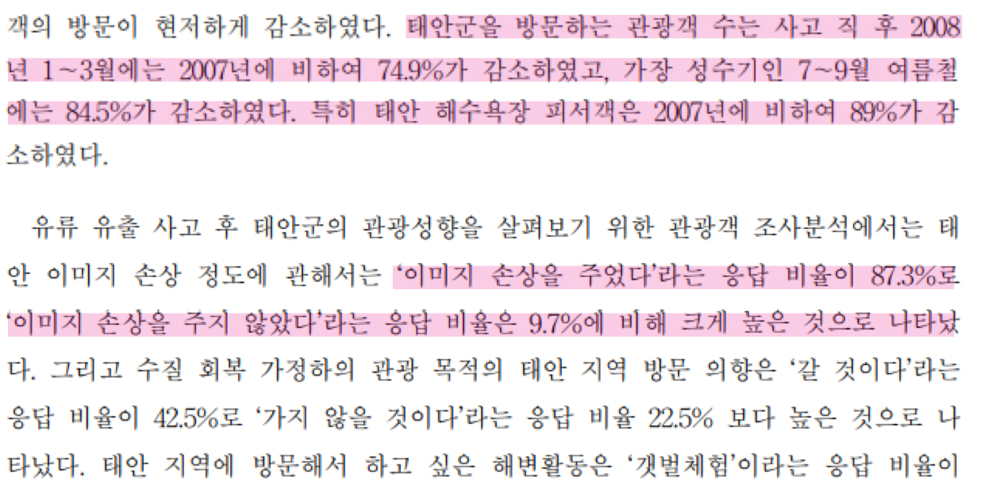 객의 방문이 현저하게 감소하였다. 태안군을 방문하는 관광객 수는 사고 직 후 2008
년 1~3월에는 2007년에 비하여 74.9%가 감소하였고, 가장 성수기인 7~9월 여름철
에는 84.5%가 감소하였다. 특히 태안 해수욕장 피서객은 2007년에 비하여 89%가 감
소하였다.
유류 유출 사고 후 태안군의 관광성향을 살펴보기 위한 관광객 조사분석에서는 태
안 이미지 손상 정도에 관해서는 ‘이미지 손상을 주었다’라는 응답 비율이 87.3%로
‘이미지 손상을 주지 않았다’라는 응답 비율은 9.7%에 비해 크게 높은 것으로 나타났
다. 그리고 수질 회복 가정하의 관광 목적의 태안 지역 방문 의향은 ‘갈 것이다’라는
응답 비율이 42.5%로 ‘가지 않을 것이다’라는 응답 비율 22.5% 보다 높은 것으로 나
타났다. 태안 지역에 방문해서 하고 싶은 해변활동은 ‘갯벌체험’이라는 응답 비율이